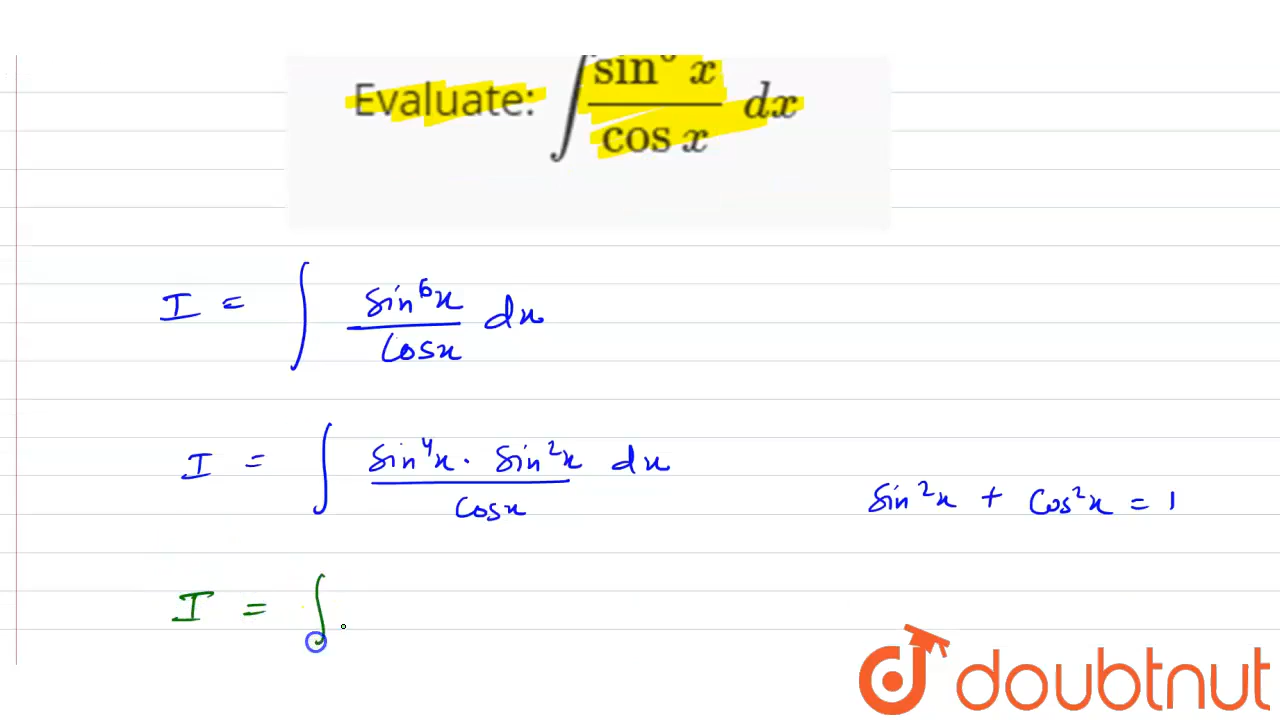 Evaluate: ∫ sin⁶ x / cos x dx
I = ∫ sin⁶x / cosx dx
I = ∫ sin⁴x · sin²x / cosx dx
sin²x + cos²x = 1
I = ∫
doubtnut